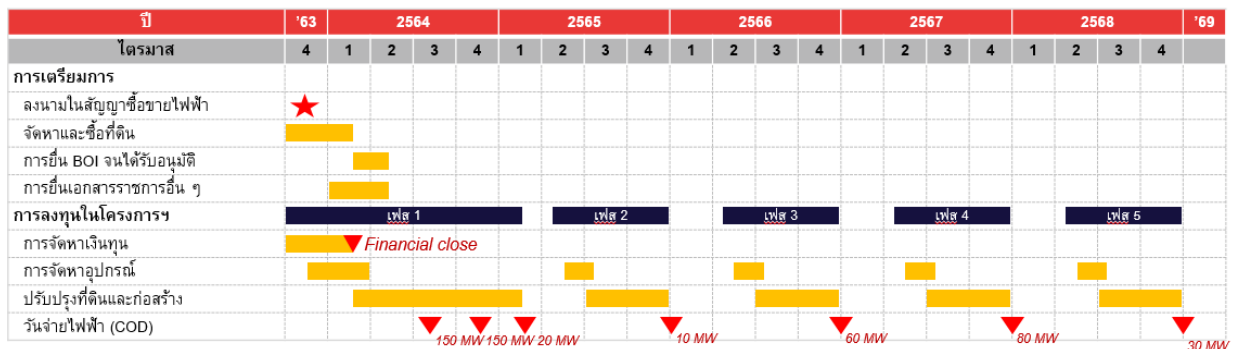 ปี '63 2564 2565 2566 2567 2568 '69
ไตรมาส 4 1 2 3 4 1 2 3 4 1 2 3 4 1 2 3 4 1 2 3 4
การเตรียมการ
ลงนามในสัญญาซื้อขายไฟฟ้า
จัดหาและซื้อที่ดิน
การยื่น BOI จนได้รับอนุมัติ
การยื่นเอกสารราชการอื่น ๆ
การลงทุนในโครงการฯ เฟส 1 เฟส 2 เฟส 3 เฟส 4 เฟส 5
การจัดหาเงินทุน Financial close
การจัดหาอุปกรณ์
ปรับปรุงที่ดินและก่อสร้าง
วันจ่ายไฟฟ้า (COD)
150 MW 150 MW 20 MW 10 MW 60 MW 80 MW 30 MW